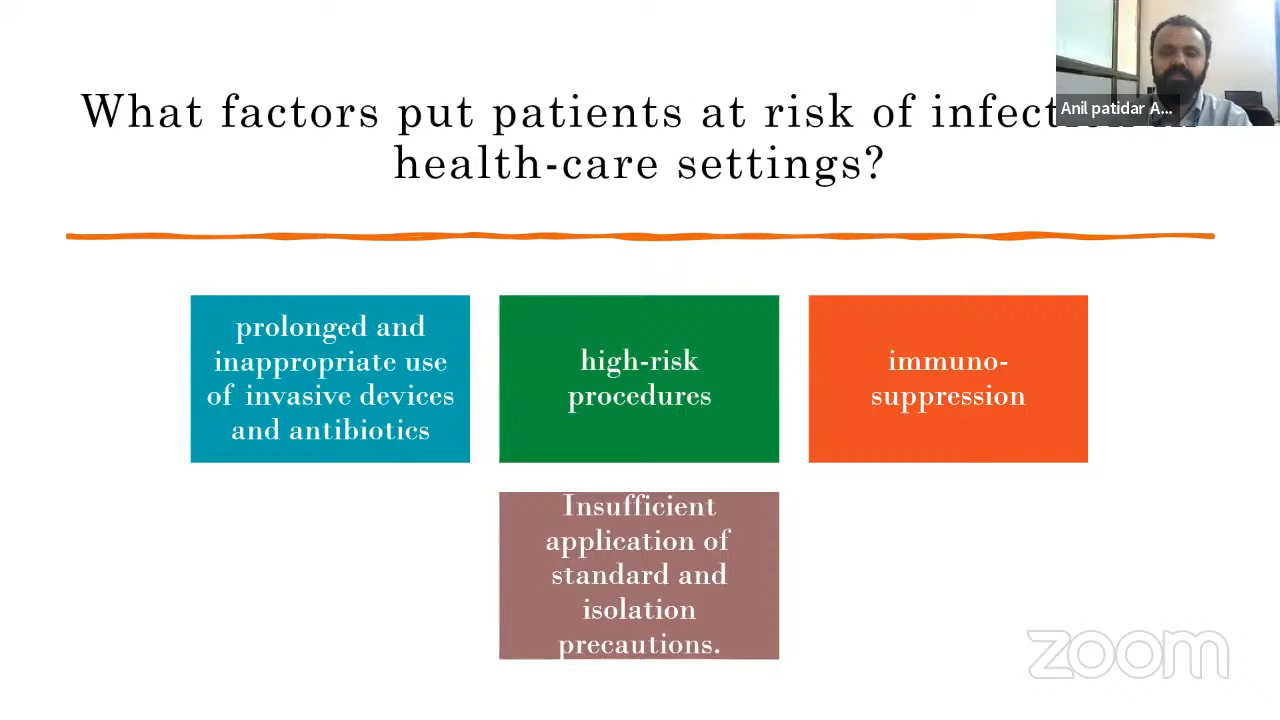 What factors put patients at risk of infection
health-care settings?
Anil patidar A...
prolonged and
inappropriate use
of invasive devices
and antibiotics
high-risk
procedures
immuno-
suppression
Insufficient
application of
standard and
isolation
precautions.
zoom